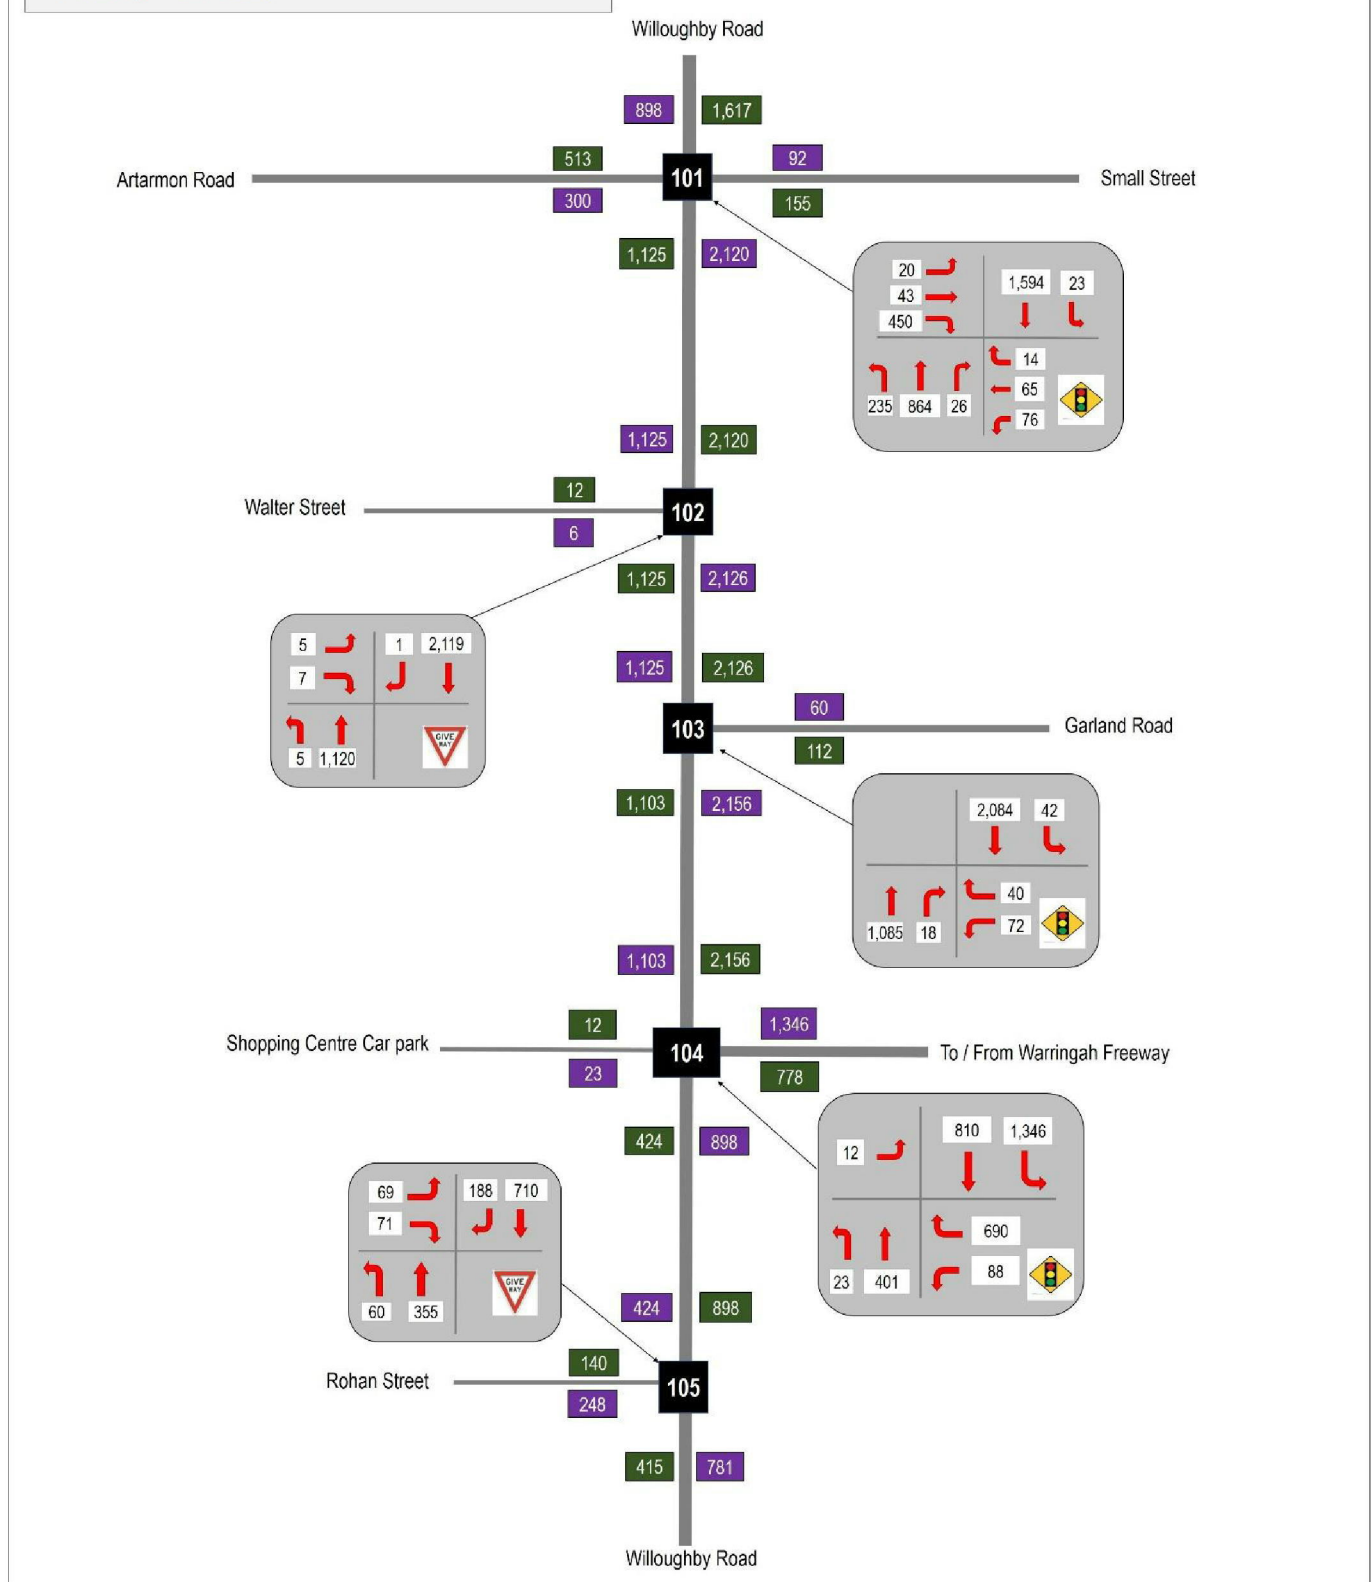 Willoughby Road
898 1,617
513 92
Artarmon Road 101 Small Street
300 155
1,125 2,120
20 1,594 23
43
450
14
65
235 864 26 76
1,125 2,120
12
Walter Street 102
6
1,125 2,126
5 1 2,119
7
GIVE
WAY
5 1,120
1,125 2,126
60
103 Garland Road
112
1,103 2,156
2,084 42
40
1,085 18 72
1,103 2,156
12 1,346
Shopping Centre Car park 104 To / From Warringah Freeway
23 778
424 898
12 810 1,346
690
23 401 88
69 188 710
71
GIVE
WAY
60 355
424 898
140
Rohan Street 105
248
415 781
Willoughby Road